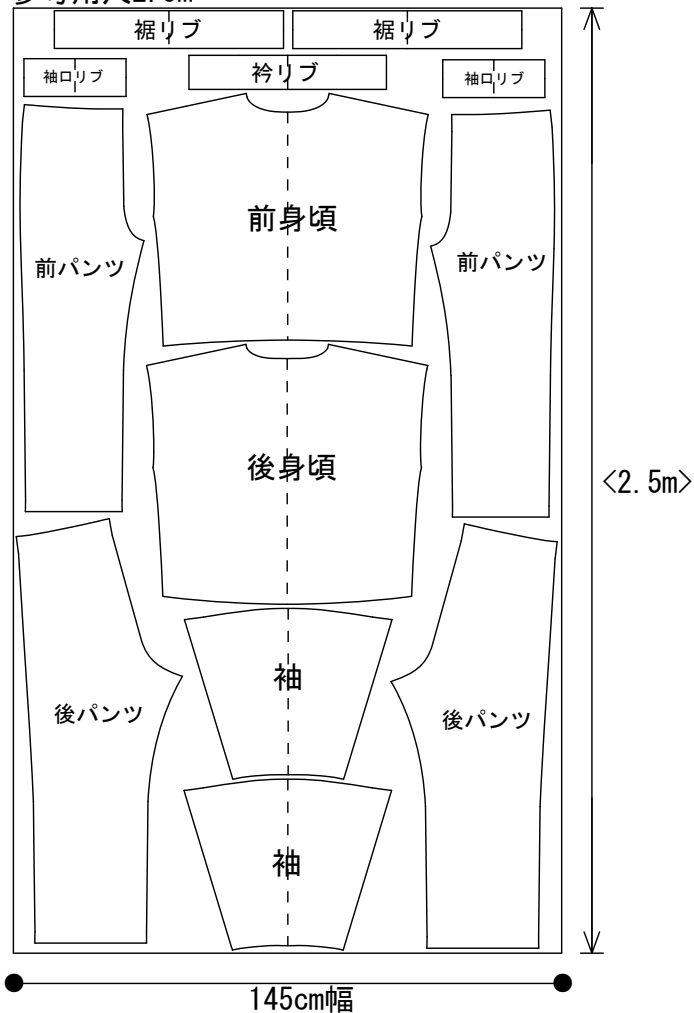 裾リブ
裾リブ
袖口リブ
衿リブ
袖口リブ
前身頃
前パンツ
前パンツ
後身頃
<2.5m>
袖
後パンツ
後パンツ
袖
145cm幅